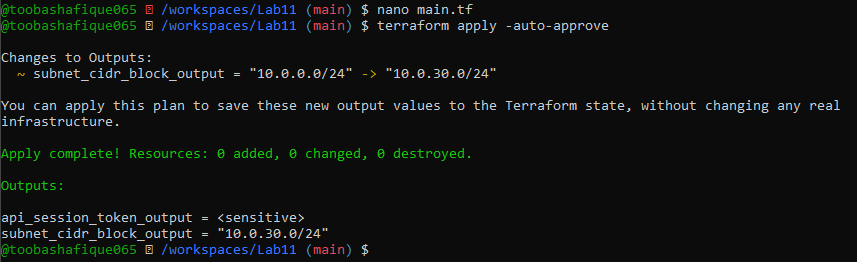 @toobashafique065 /workspaces/Lab11 (main) $ nano main.tf
@toobashafique065 /workspaces/Lab11 (main) $ terraform apply -auto-approve
Changes to Outputs:
~ subnet_cidr_block_output = "10.0.0.0/24" -> "10.0.30.0/24"
You can apply this plan to save these new output values to the Terraform state, without changing any real
infrastructure.
Apply complete! Resources: 0 added, 0 changed, 0 destroyed.
Outputs:
api_session_token_output = <sensitive>
subnet_cidr_block_output = "10.0.30.0/24"
@toobashafique065 /workspaces/Lab11 (main) $